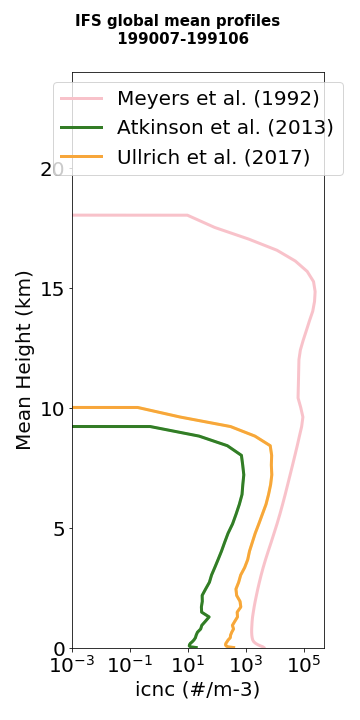 IFS global mean profiles
199007-199106
Meyers et al. (1992)
Atkinson et al. (2013)
Ullrich et al. (2017)
20
15
10
5
0
Mean Height (km)
10⁻³ 10⁻¹ 10¹ 10³ 10⁵
icnc (#/m-3)